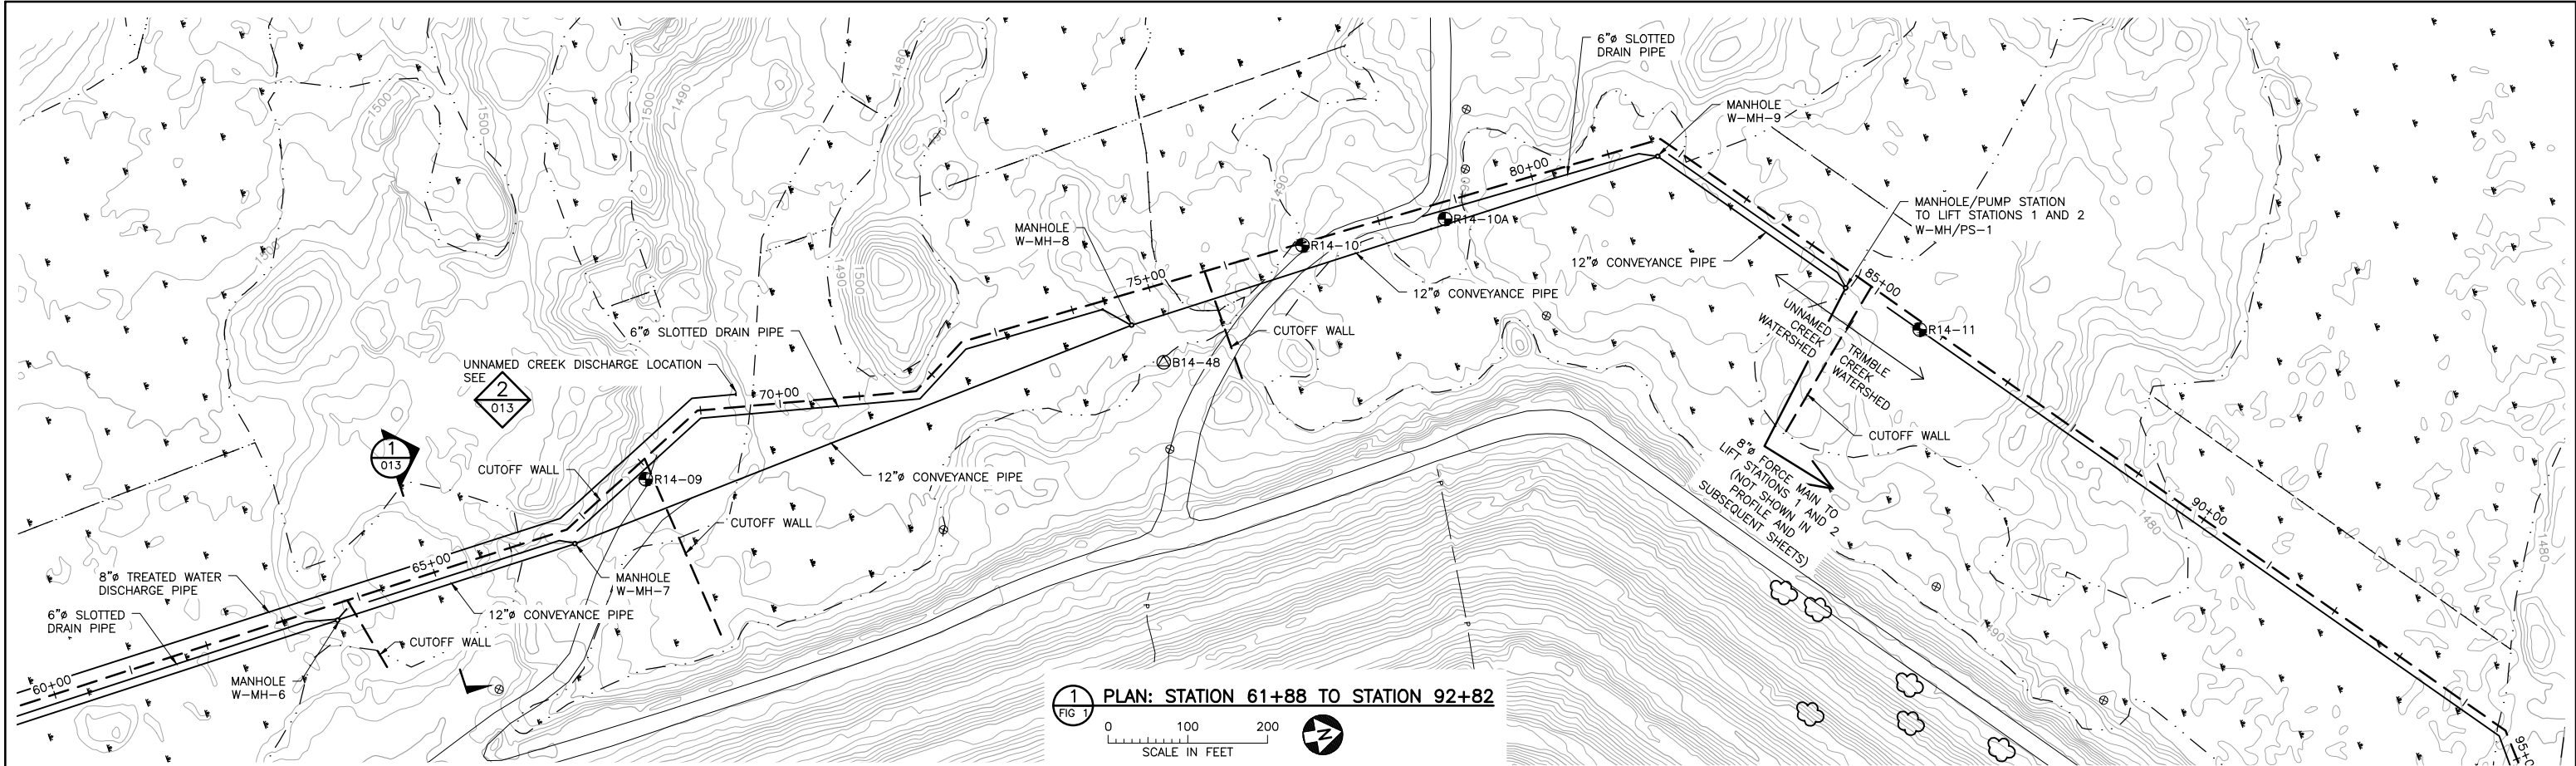 6"ø SLOTTED
DRAIN PIPE
1480
1500
1490
1500
1500
1490
MANHOLE
W-MH-9
80+00
MANHOLE/PUMP STATION
TO LIFT STATIONS 1 AND 2
W-MH/PS-1
1490
R14-10A
MANHOLE
W-MH-8
R14-10
1500
1490
1500
12"ø CONVEYANCE PIPE
75+00
85+00
12"ø CONVEYANCE PIPE
6"ø SLOTTED DRAIN PIPE
CUTOFF WALL
R14-11
UNNAMED
CREEK
WATERSHED
TRIMBLE
CREEK
WATERSHED
UNNAMED CREEK DISCHARGE LOCATION
SEE
2
013
B14-48
70+00
CUTOFF WALL
1
013
CUTOFF WALL
R14-09
12"ø CONVEYANCE PIPE
8"ø FORCE MAIN TO
LIFT STATIONS 1 AND 2
(NOT SHOWN IN
PROFILE AND
SUBSEQUENT SHEETS)
CUTOFF WALL
90+00
1480
1480
65+00
8"ø TREATED WATER
DISCHARGE PIPE
MANHOLE
W-MH-7
6"ø SLOTTED
DRAIN PIPE
12"ø CONVEYANCE PIPE
CUTOFF WALL
1490
P
P
P
P
60+00
MANHOLE
W-MH-6
1
FIG 1
PLAN: STATION 61+88 TO STATION 92+82
0 100 200
SCALE IN FEET
N